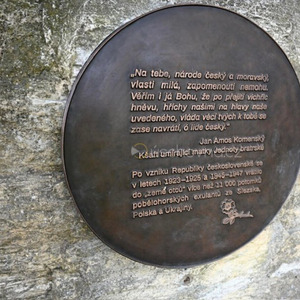 „Na tebe, národe český a moravský,
vlasti milá, zapomenouti nemohu.
Věřím i já Bohu, že po přejití vichřic
hněvu, hříchy našimi na hlavy naše
uvedeného, vláda věcí tvých k tobě se
zase navrátí, ó lide český.“
Jan Amos Komenský
Kšaft umírající matky Jednoty bratrské
Po vzniku Republiky československé se
v letech 1923-1925 a 1945-1947 vrátilo
do „země otců“ více než 11 000 potomků
pobělohorských exulantů ze Slezska,
Polska a Ukrajiny.